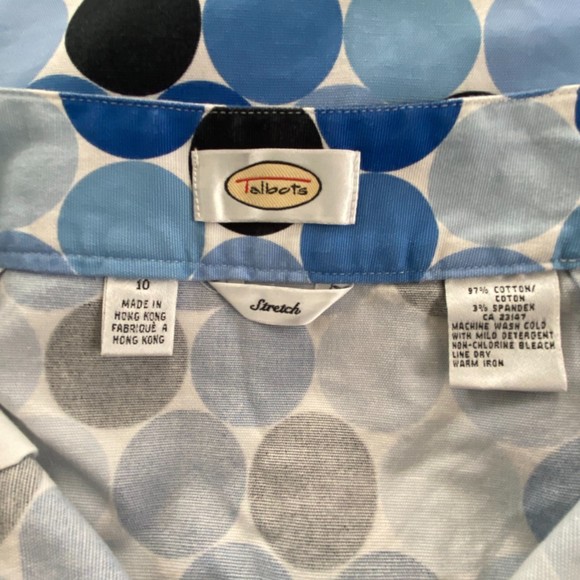 Talbots
10
MADE IN
HONG KONG
FABRIQUÉ À
HONG KONG
Stretch
97% COTTON/
COTON
3% SPANDEX
CA 23187
MACHINE WASH COLD
WITH MILD DETERGENT
NON-CHLORINE BLEACH
LINE DRY
WARM IRON